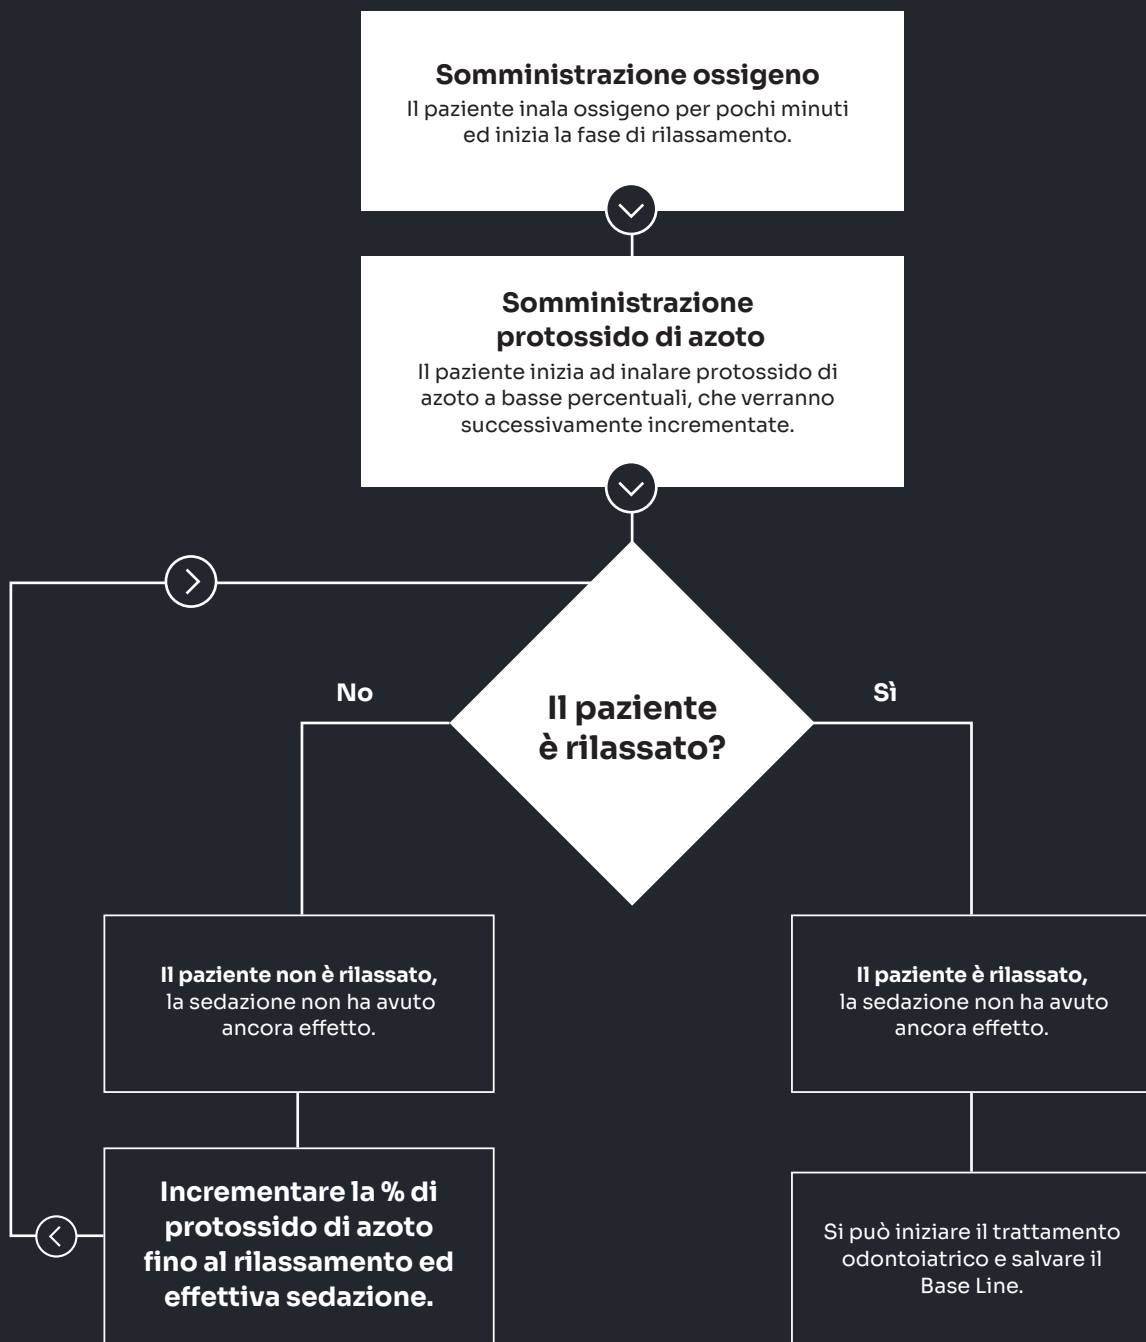 Somministrazione ossigeno
Il paziente inala ossigeno per pochi minuti
ed inizia la fase di rilassamento.
Somministrazione
protossido di azoto
Il paziente inizia ad inalare protossido di
azoto a basse percentuali, che verranno
successivamente incrementate.
No
Sì
Il paziente
è rilassato?
Il paziente non è rilassato,
la sedazione non ha avuto
ancora effetto.
Il paziente è rilassato,
la sedazione non ha avuto
ancora effetto.
Incrementare la % di
protossido di azoto
fino al rilassamento ed
effettiva sedazione.
Si può iniziare il trattamento
odontoiatrico e salvare il
Base Line.